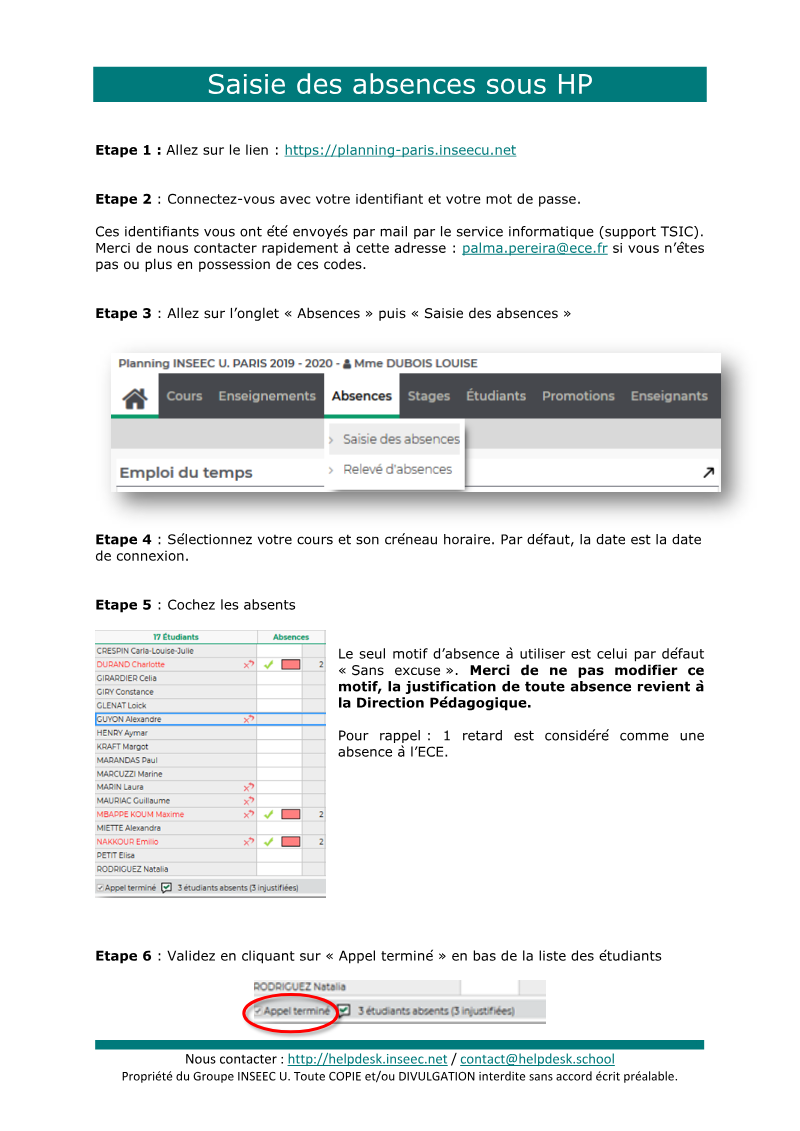 Saisie des absences sous HP
Etape 1 : Allez sur le lien : https://planning-paris.inseecu.net
Etape 2 : Connectez-vous avec votre identifiant et votre mot de passe.
Ces identifiants vous ont été envoyés par mail par le service informatique (support TSIC).
Merci de nous contacter rapidement à cette adresse : palma.pereira@ece.fr si vous n’êtes
pas ou plus en possession de ces codes.
Etape 3 : Allez sur l’onglet « Absences » puis « Saisie des absences »
Planning INSEEC U. PARIS 2019 - 2020 - Mme DUBOIS LOUISE
Cours Enseignements Absences Stages Étudiants Promotions Enseignants
› Saisie des absences
Emploi du temps › Relevé d'absences
Etape 4 : Sélectionnez votre cours et son créneau horaire. Par défaut, la date est la date
de connexion.
Etape 5 : Cochez les absents
17 Étudiants Absences
CRESPIN Carla-Louise-Julie
DURAND Charlotte 2
GIRARDIER Celia
GIRY Constance
GLENAT Loick
GUYON Alexandre
HENRY Aymar
KRAFT Margot
MARANDAS Paul
MARCUZZI Marine
MARIN Laura
MAURIAC Guillaume
MBAPPE KOUM Maxime 2
MIETTE Alexandra
NAKKOUR Emilio 2
PETIT Elisa
RODRIGUEZ Natalia
Appel terminé 3 étudiants absents (3 injustifiées)
Le seul motif d’absence à utiliser est celui par défaut
« Sans excuse ». Merci de ne pas modifier ce
motif, la justification de toute absence revient à
la Direction Pédagogique.
Pour rappel : 1 retard est considéré comme une
absence à l’ECE.
Etape 6 : Validez en cliquant sur « Appel terminé » en bas de la liste des étudiants
RODRIGUEZ Natalia
Appel terminé 3 étudiants absents (3 injustifiées)
Nous contacter : http://helpdesk.inseec.net / contact@helpdesk.school
Propriété du Groupe INSEEC U. Toute COPIE et/ou DIVULGATION interdite sans accord écrit préalable.